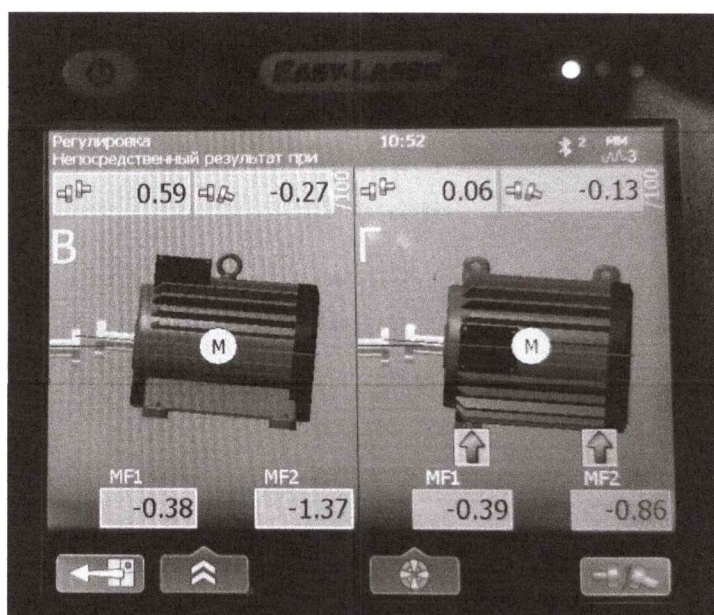 EASY-LASER
Регулировка
10:52
2
мм
3
Непосредственный результат при
0.59
-0.27
/100
0.06
-0.13
/100
В
Г
M
M
MF1
MF2
MF1
MF2
-0.38
-1.37
-0.39
-0.86